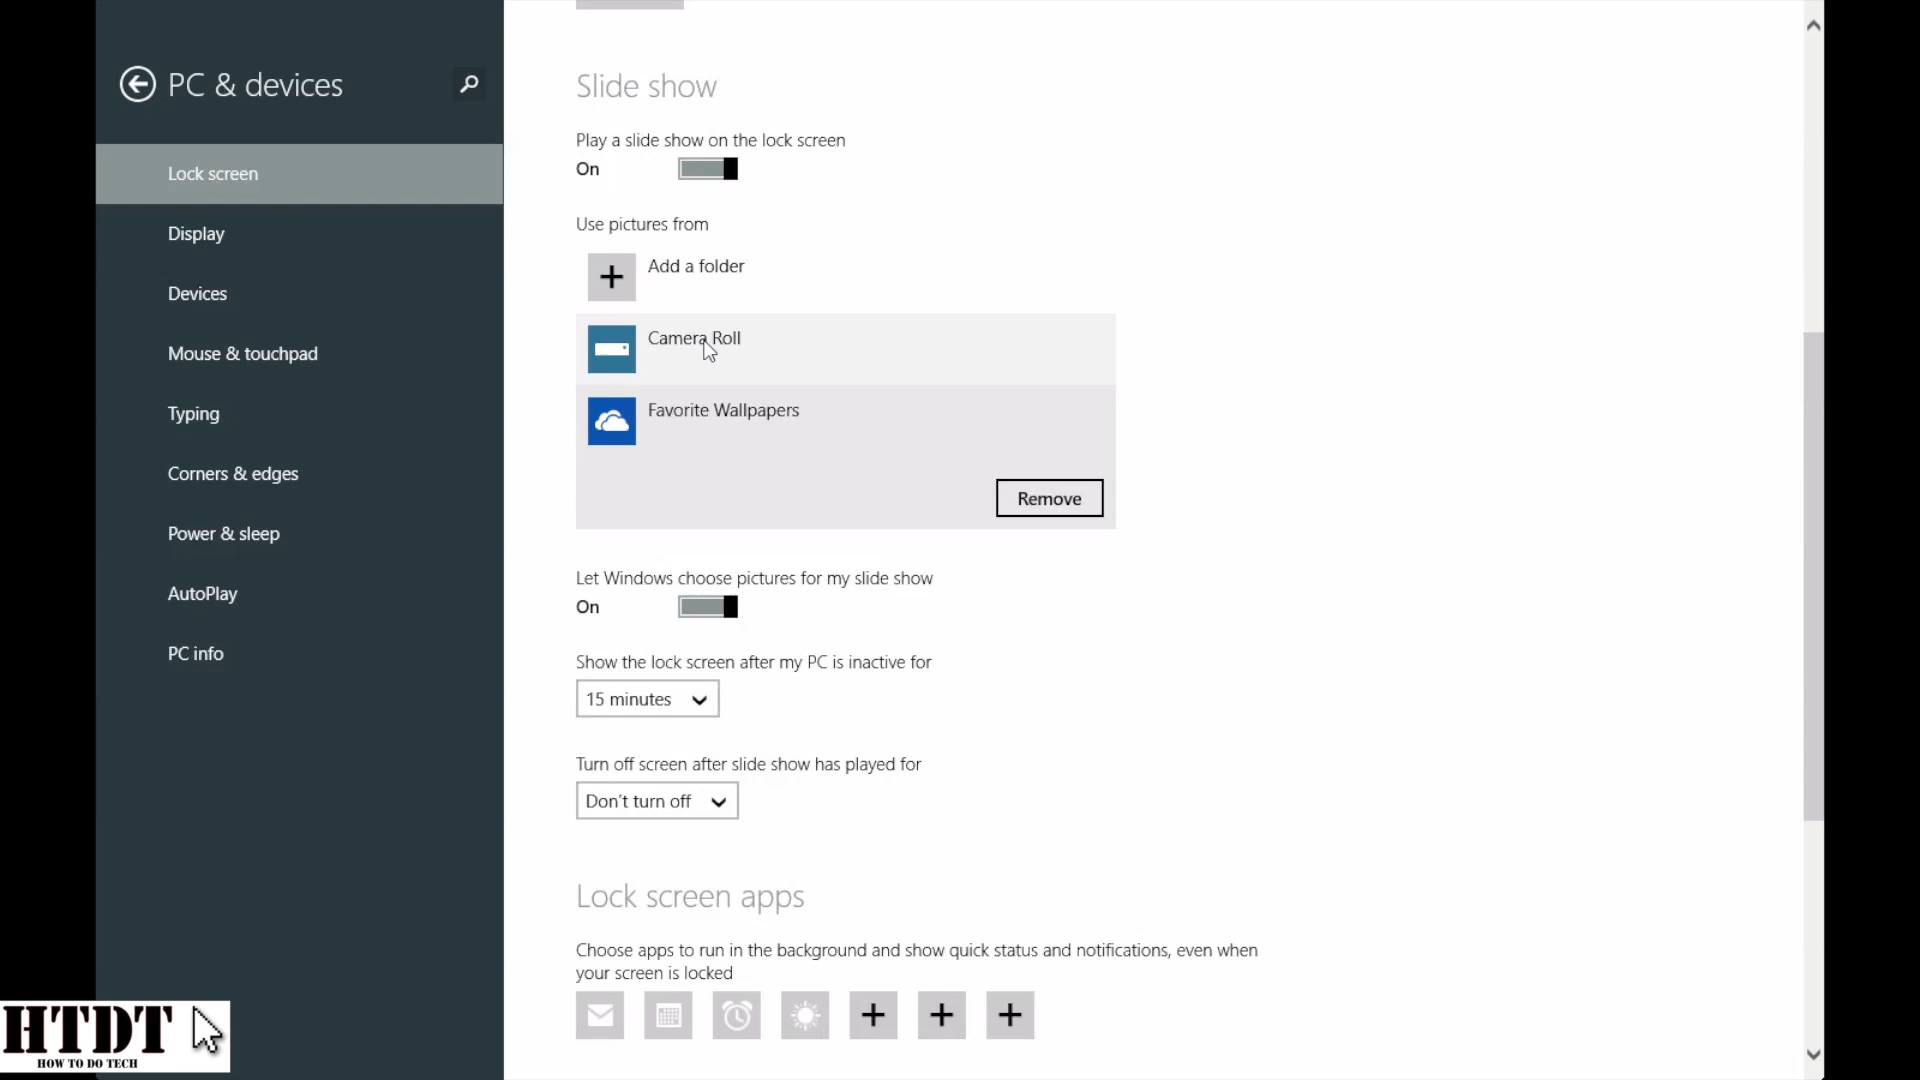 PC & devices
Lock screen
Display
Devices
Mouse & touchpad
Typing
Corners & edges
Power & sleep
AutoPlay
PC info
Slide show
Play a slide show on the lock screen
On
Use pictures from
Add a folder
Camera Roll
Favorite Wallpapers
Remove
Let Windows choose pictures for my slide show
On
Show the lock screen after my PC is inactive for
15 minutes
Turn off screen after slide show has played for
Don't turn off
Lock screen apps
Choose apps to run in the background and show quick status and notifications, even when
your screen is locked
HTDT
HOW TO DO TECH